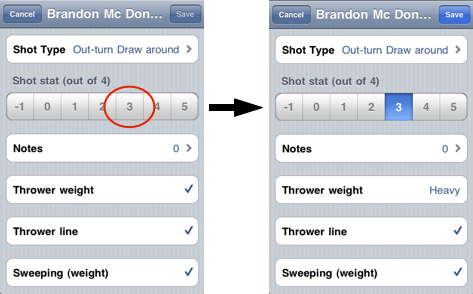 Cancel Brandon Mc Don... Save
Shot Type Out-turn Draw around
Shot stat (out of 4)
-1 0 1 2 3 4 5
Notes 0
Thrower weight
Thrower line
Sweeping (weight)
Cancel Brandon Mc Don... Save
Shot Type Out-turn Draw around
Shot stat (out of 4)
-1 0 1 2 3 4 5
Notes 0
Thrower weight Heavy
Thrower line
Sweeping (weight)